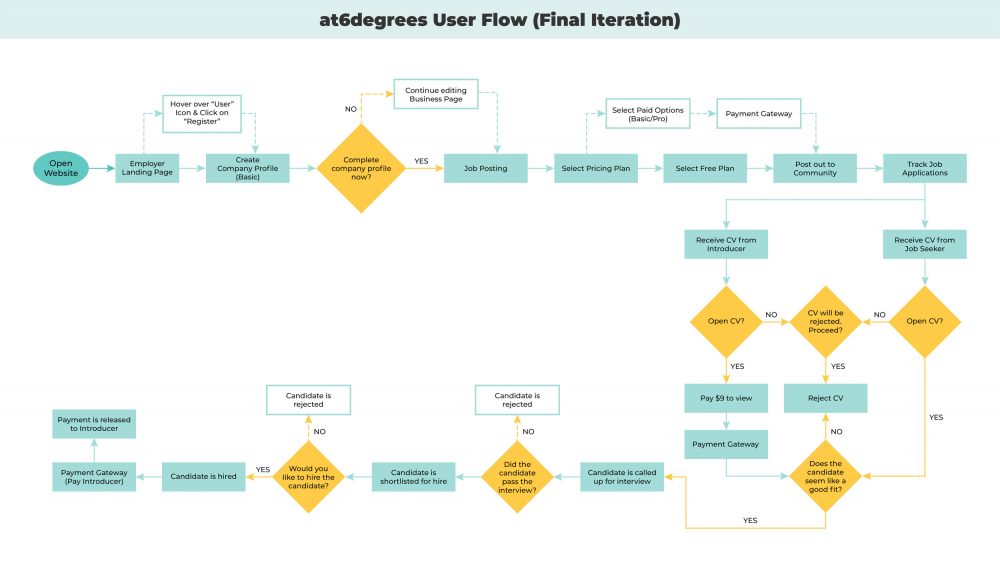 at6degrees User Flow (Final Iteration)
Hover over “User”
Icon & Click on
“Register”
NO
Continue editing
Business Page
Select Paid Options
(Basic/Pro)
Payment Gateway
Open
Website
Employer
Landing Page
Create
Company Profile
(Basic)
Complete
company profile
now?
YES
Job Posting
Select Pricing Plan
Select Free Plan
Post out to
Community
Track Job
Applications
Receive CV from
Introducer
Receive CV from
Job Seeker
Open CV?
NO
CV will be
rejected.
Proceed?
NO
Open CV?
YES
YES
Pay $9 to view
Reject CV
YES
Payment Gateway
NO
Does the
candidate
seem like a
good fit?
YES
Candidate is called
up for interview
Did the
candidate
pass the
interview?
NO
Candidate is
rejected
Candidate is
shortlisted for hire
Would you
like to hire the
candidate?
NO
Candidate is
rejected
YES
Candidate is hired
Payment Gateway
(Pay Introducer)
Payment is released
to Introducer